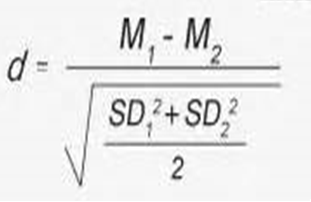 d = M₁ - M₂
SD₁² + SD₂²
2